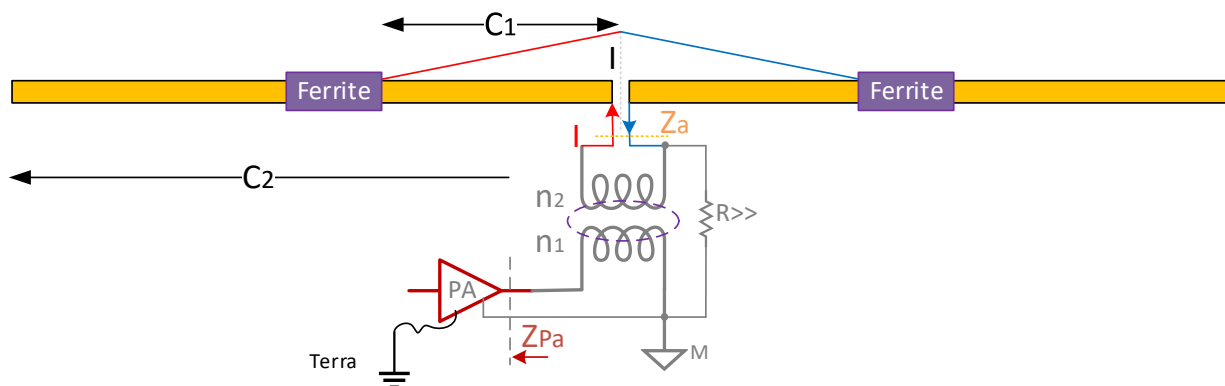 C1
I
Ferrite
Ferrite
I
Za
C2
n2
R>>
n1
PA
ZPa
Terra
M